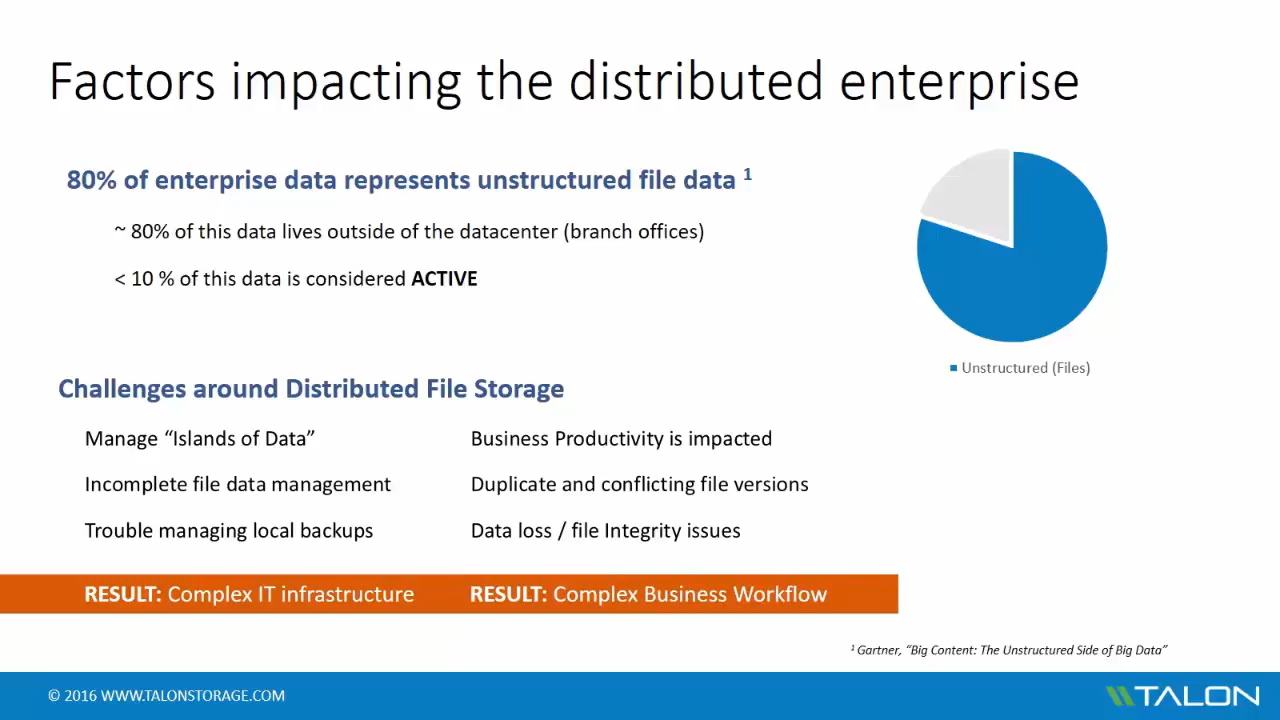 Factors impacting the distributed enterprise
80% of enterprise data represents unstructured file data 1
~ 80% of this data lives outside of the datacenter (branch offices)
< 10 % of this data is considered ACTIVE
Unstructured (Files)
Challenges around Distributed File Storage
Manage “Islands of Data”
Incomplete file data management
Trouble managing local backups
RESULT: Complex IT infrastructure
Business Productivity is impacted
Duplicate and conflicting file versions
Data loss / file Integrity issues
RESULT: Complex Business Workflow
1 Gartner, “Big Content: The Unstructured Side of Big Data”
© 2016 WWW.TALONSTORAGE.COM
TALON